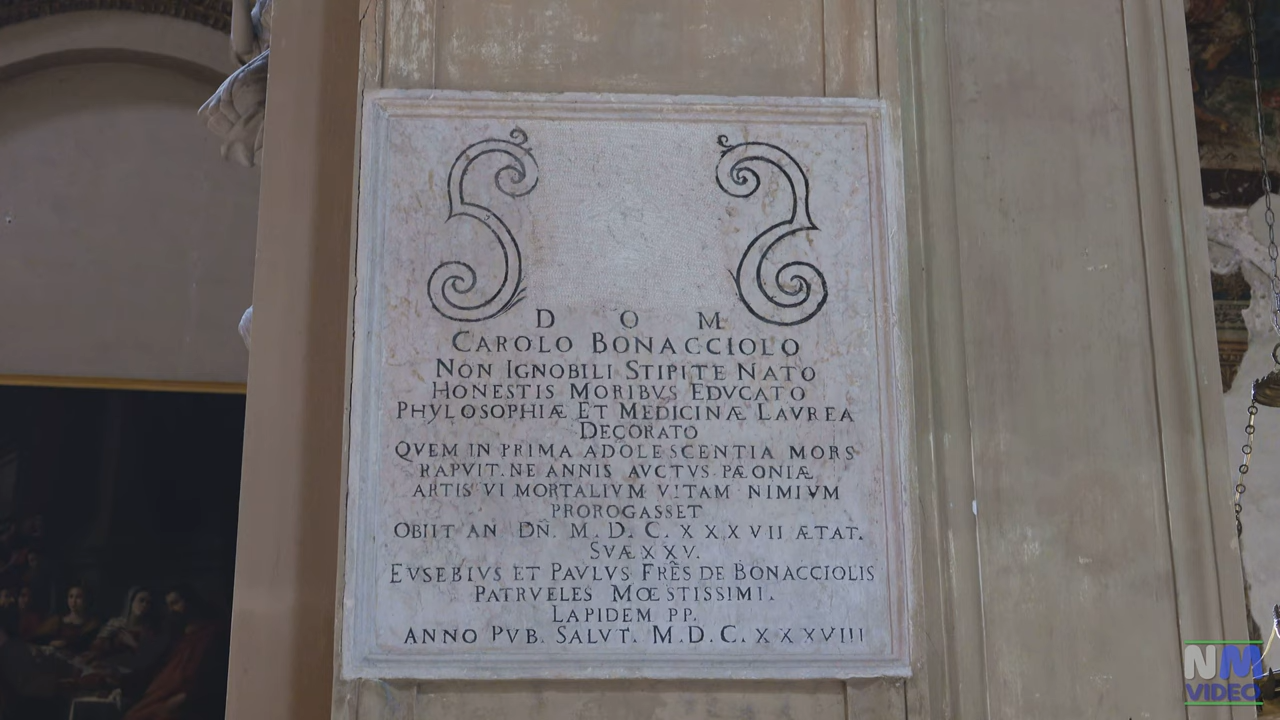 D O M
CAROLO BONACCIOLO
NON IGNOBILI STIPITE NATO
HONESTIS MORIBVS EDVCATO
PHYLOSOPHIÆ ET MEDICINÆ LAVREA
DECORATO
QVEM IN PRIMA ADOLESCENTIA MORS
RAPVIT. NE ANNIS AVCTVS PÆONIÆ
ARTIS VI MORTALIVM VITAM NIMIVM
PROROGASSET
OBIIT AN DÑ. M. D. C. X X X VII ÆTAT.
SVÆ X X V.
EVSEBIVS ET PAVLVS FRẼS DE BONACCIOLIS
PATRVELES MŒSTISSIMI.
LAPIDEM PP.
ANNO PVB. SALVT. M. D. C. X X X VIII
NM
VIDEO